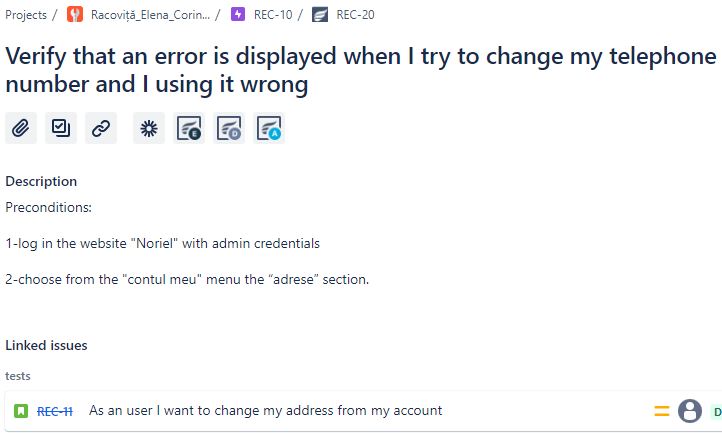 Projects / Racoviță_Elena_Corin... / REC-10 / REC-20
Verify that an error is displayed when I try to change my telephone
number and I using it wrong
E D A
Description
Preconditions:
1-log in the website "Noriel" with admin credentials
2-choose from the "contul meu" menu the “adrese” section.
Linked issues
tests
REC-11 As an user I want to change my address from my account D